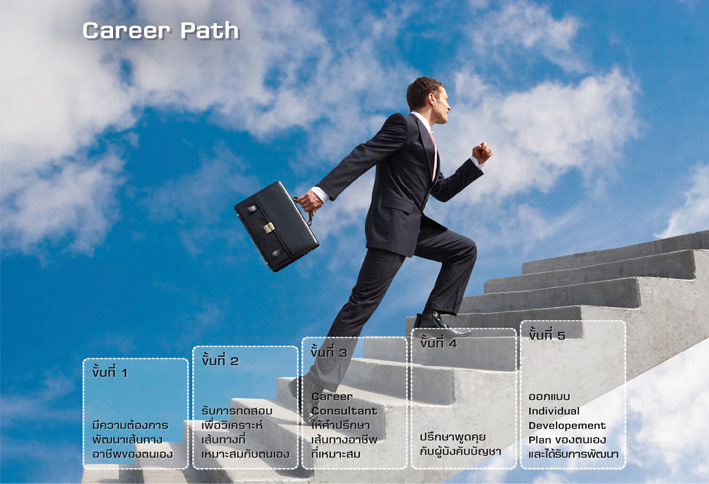 Career Path
ขั้นที่ 1
มีความต้องการ
พัฒนาเส้นทาง
อาชีพของตนเอง
ขั้นที่ 2
รับการทดสอบ
เพื่อวิเคราะห์
เส้นทางที่
เหมาะสมกับตนเอง
ขั้นที่ 3
Career
Consultant
ให้คำปรึกษา
เส้นทางอาชีพ
ที่เหมาะสม
ขั้นที่ 4
ปรึกษาพูดคุย
กับผู้บังคับบัญชา
ขั้นที่ 5
ออกแบบ
Individual
Developement
Plan ของตนเอง
และได้รับการพัฒนา